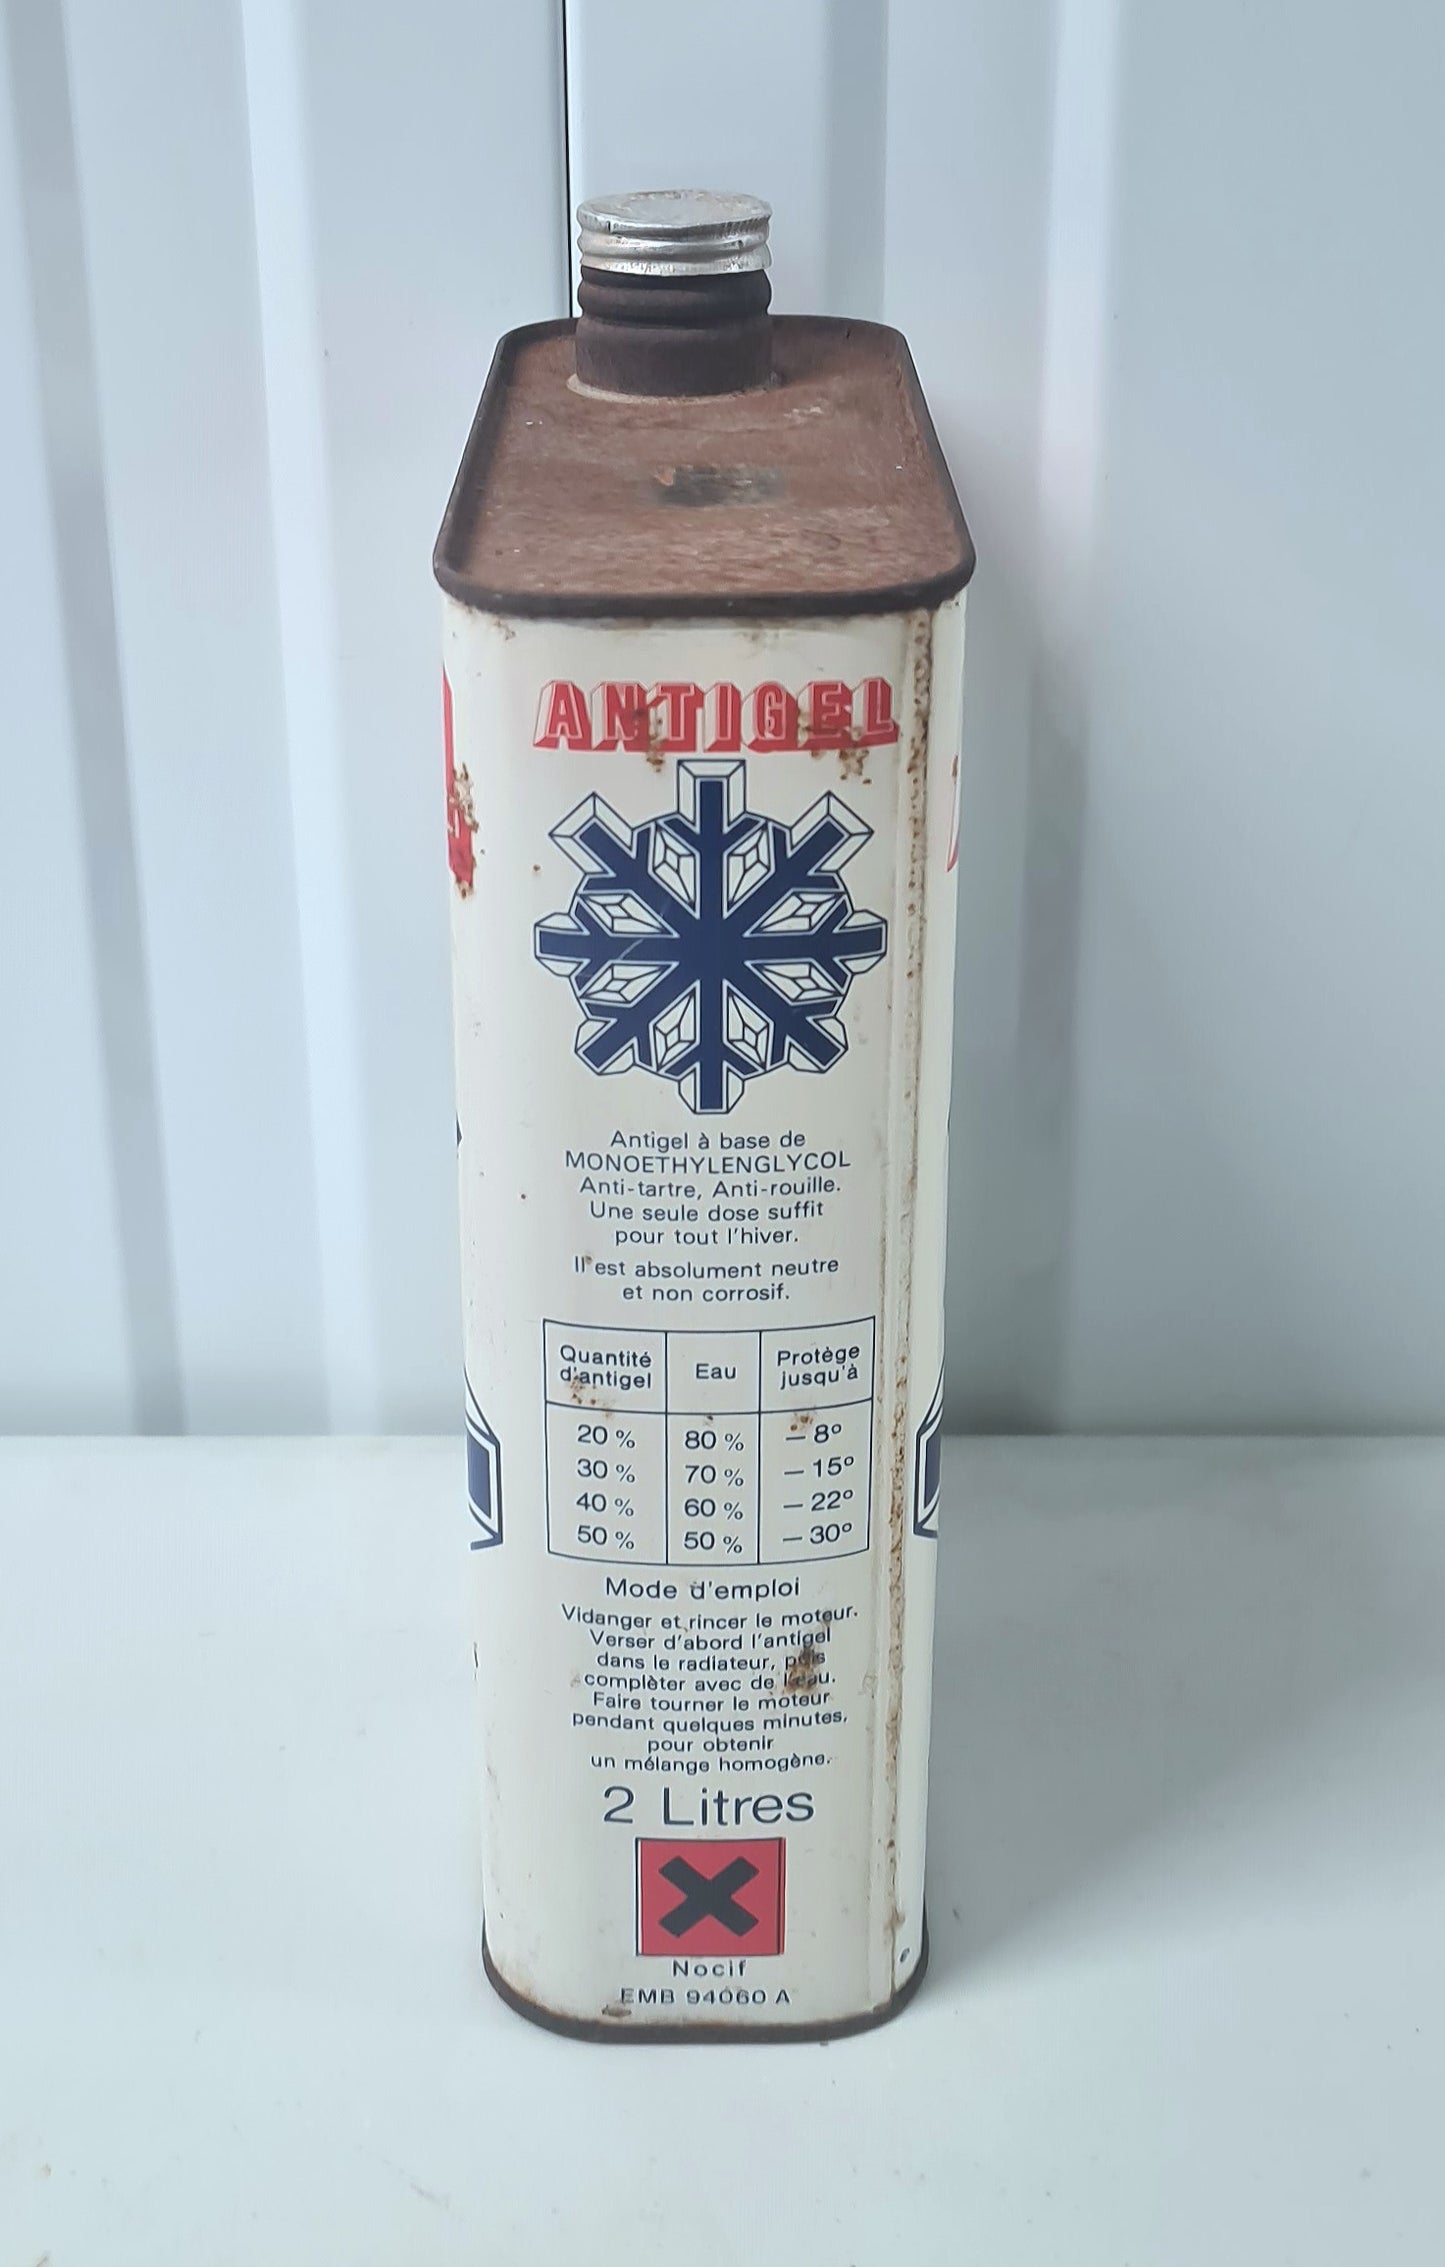 ANTIGEL
Antigel à base de
MONOETHYLENGLYCOL
Anti-tartre, Anti-rouille.
Une seule dose suffit
pour tout l'hiver.
Il est absolument neutre
et non corrosif.
Quantité d'antigel Eau Protège jusqu'à
20 % 80 % — 8°
30 % 70 % — 15°
40 % 60 % — 22°
50 % 50 % — 30°
Mode d'emploi
Vidanger et rincer le moteur.
Verser d'abord l'antigel
dans le radiateur, puis
complèter avec de l'eau.
Faire tourner le moteur
pendant quelques minutes,
pour obtenir
un mélange homogène.
2 Litres
Nocif
EMB 94060 A